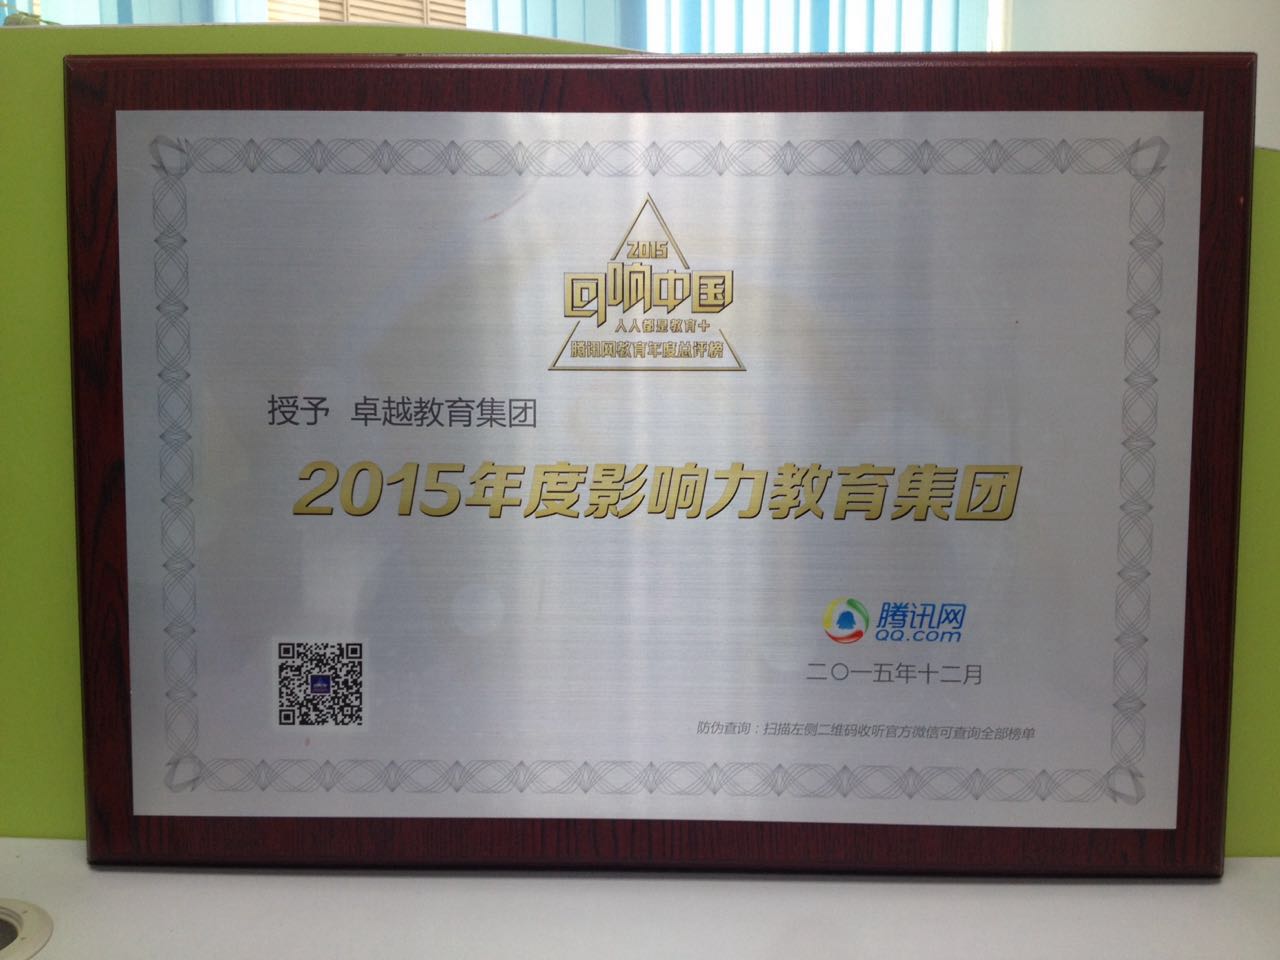 2015
回响中国
人人都是教育+
腾讯网教育年度总评榜
授予 卓越教育集团
2015年度影响力教育集团
腾讯网
QQ.com
二〇一五年十二月
防伪查询：扫描左侧二维码收听官方微信可查询全部榜单